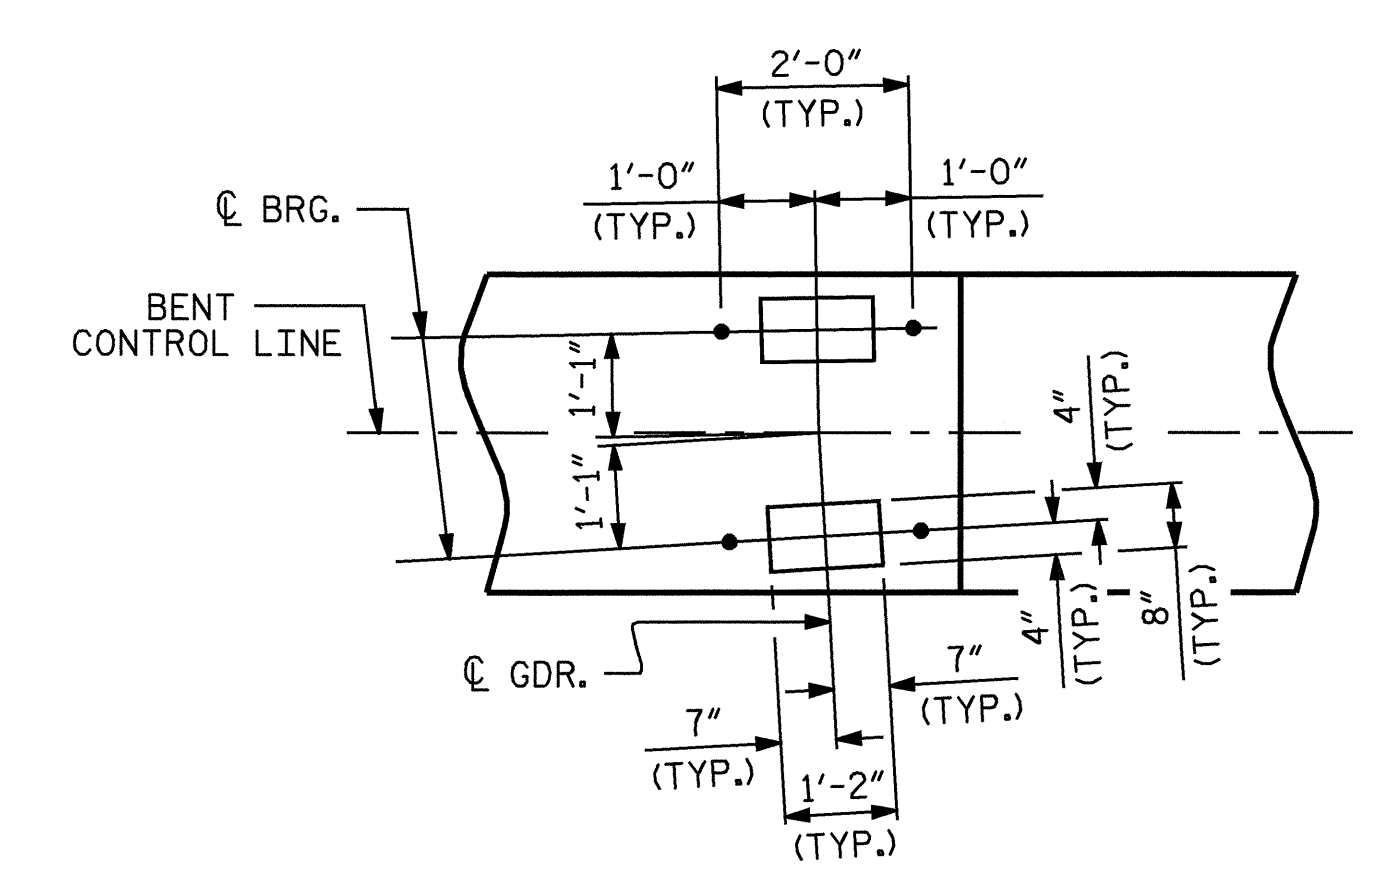 2'-0"
(TYP.)
1'-0"
(TYP.)
1'-0"
(TYP.)
℄ BRG.
BENT
CONTROL LINE
1'-1"
1'-1"
4"
(TYP.)
4"
(TYP.)
8"
(TYP.)
℄ GDR.
7"
(TYP.)
7"
(TYP.)
1'-2"
(TYP.)